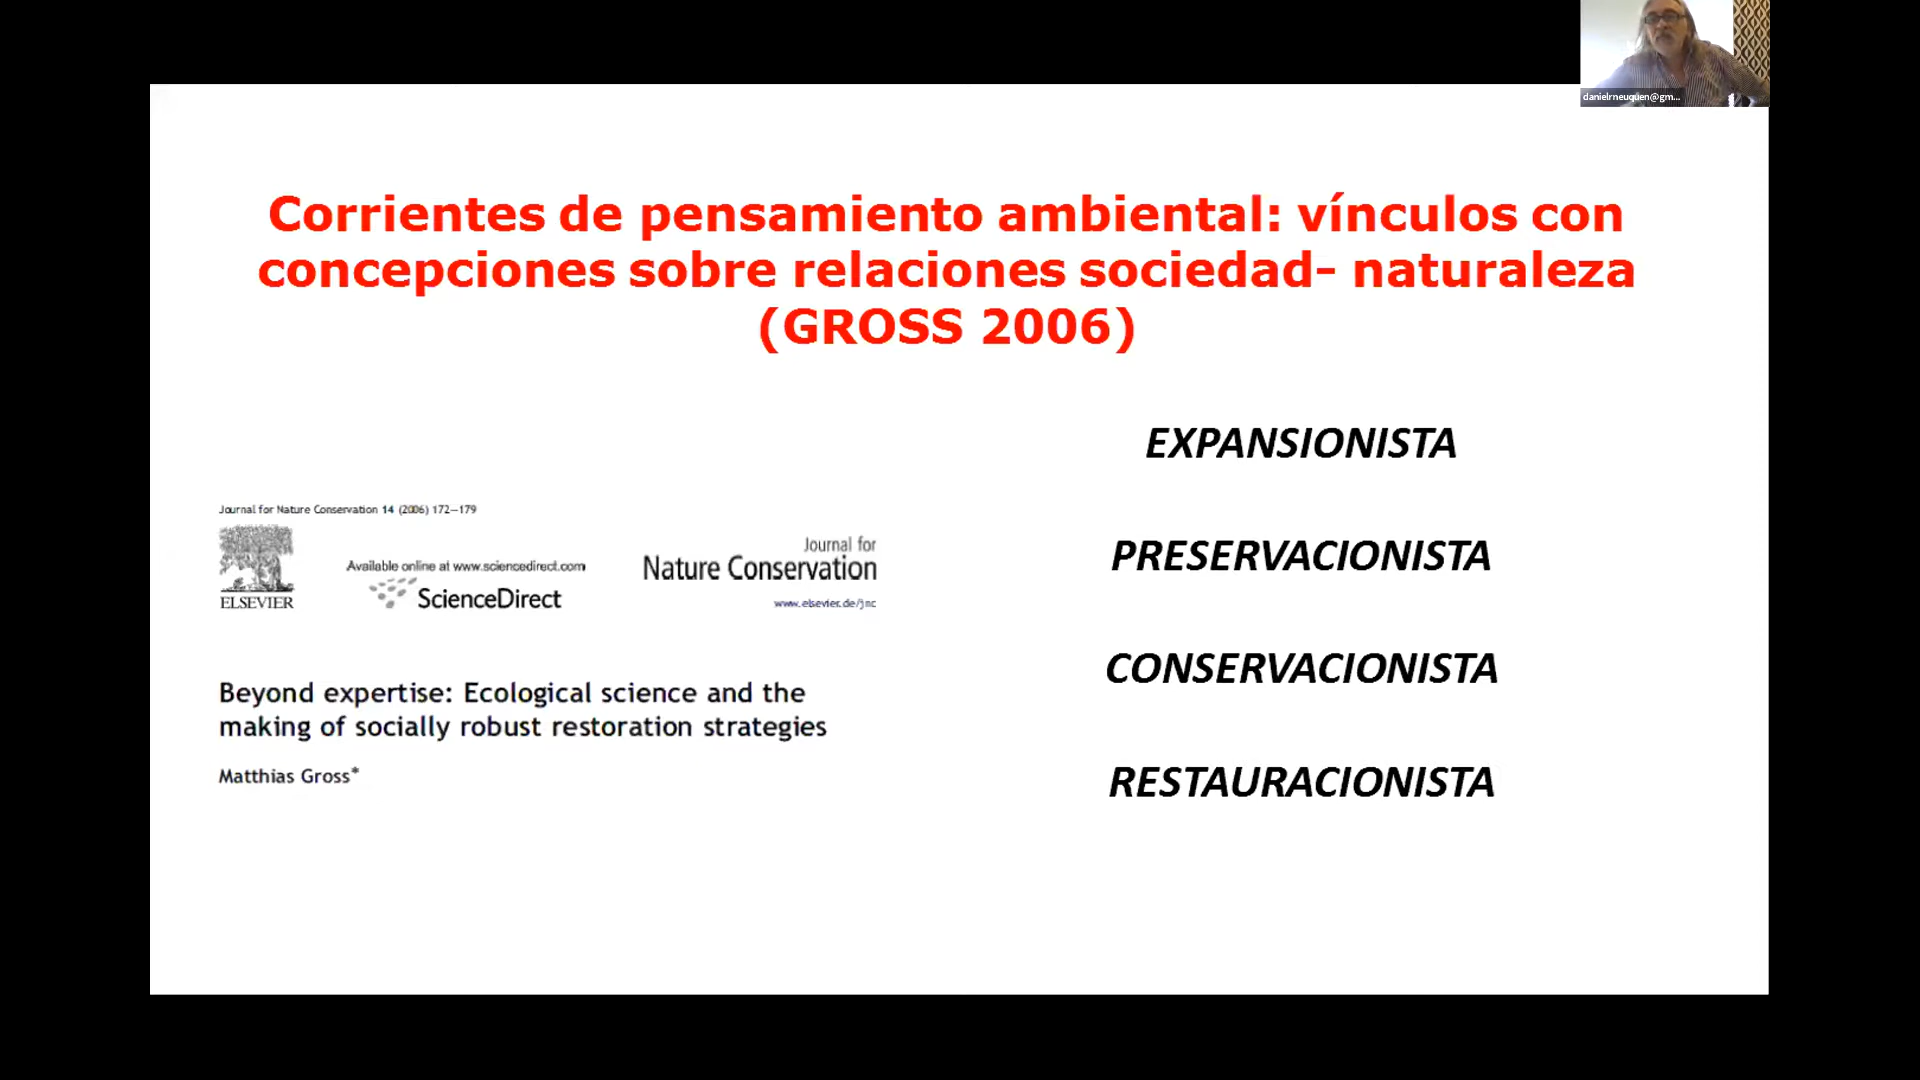 danielrneuquen@gm...
Corrientes de pensamiento ambiental: vínculos con
concepciones sobre relaciones sociedad- naturaleza
(GROSS 2006)
Journal for Nature Conservation 14 (2006) 172—179
ELSEVIER
Available online at www.sciencedirect.com
ScienceDirect
Journal for
Nature Conservation
www.elsevier.de/jnc
Beyond expertise: Ecological science and the
making of socially robust restoration strategies
Matthias Gross*
EXPANSIONISTA
PRESERVACIONISTA
CONSERVACIONISTA
RESTAURACIONISTA